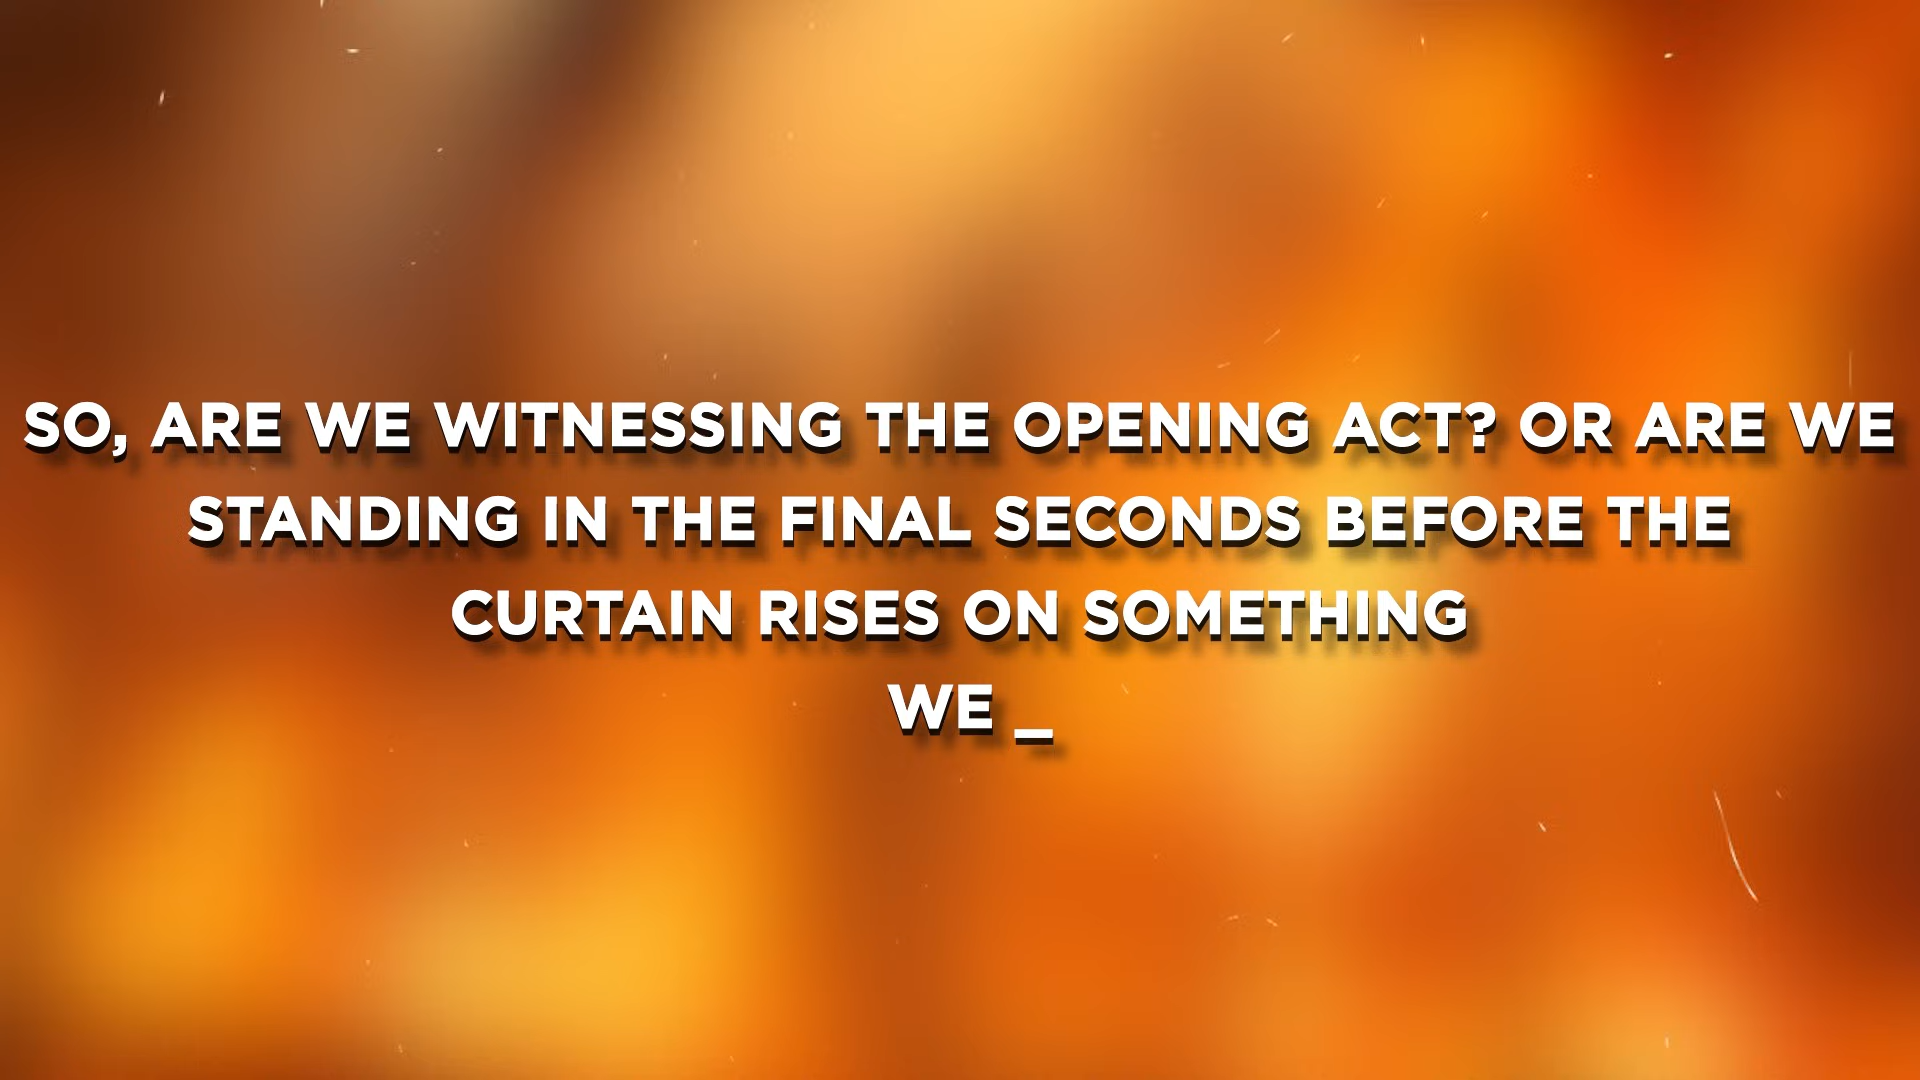 SO, ARE WE WITNESSING THE OPENING ACT? OR ARE WE
STANDING IN THE FINAL SECONDS BEFORE THE
CURTAIN RISES ON SOMETHING
WE _